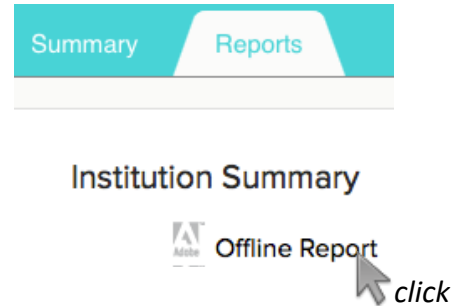 Summary Reports
Institution Summary
Adobe Offline Report
click